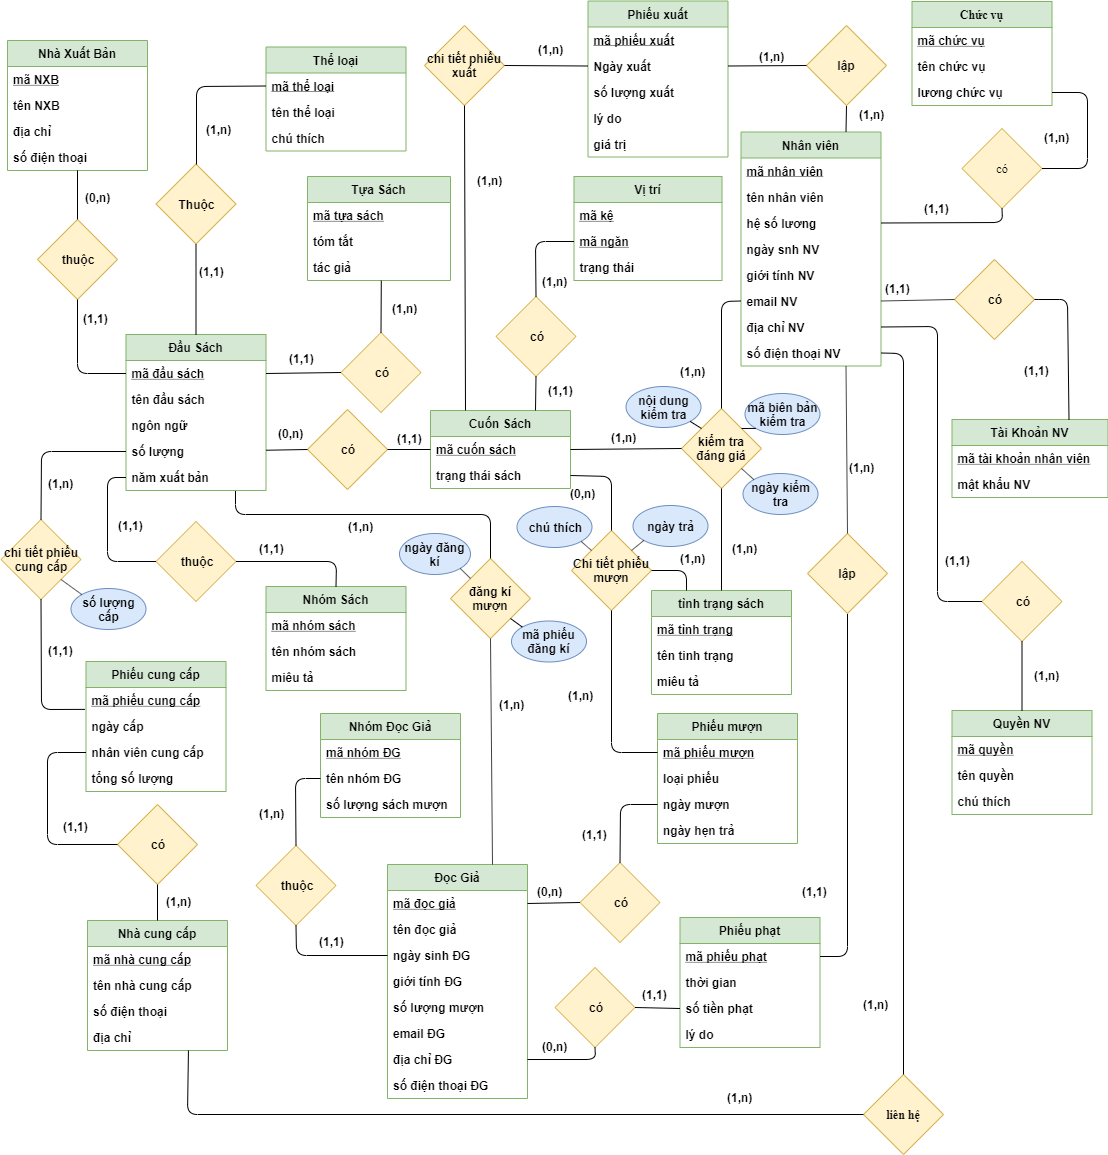 Nhà Xuất Bản
mã NXB
tên NXB
địa chỉ
số điện thoại
(0,n)
thuộc
(1,1)
Thể loại
mã thể loại
tên thể loại
chú thích
(1,n)
Thuộc
(1,1)
Tựa Sách
mã tựa sách
tóm tắt
tác giả
(1,n)
có
(1,1)
chi tiết phiếu
xuất
(1,n)
(1,n)
Phiếu xuất
mã phiếu xuất
Ngày xuất
số lượng xuất
lý do
giá trị
(1,n)
lập
(1,n)
Chức vụ
mã chức vụ
tên chức vụ
lương chức vụ
(1,n)
có
(1,1)
Vị trí
mã kệ
mã ngăn
trạng thái
(1,n)
có
(1,1)
Nhân viên
mã nhân viên
tên nhân viên
hệ số lương
ngày snh NV
giới tính NV
email NV
địa chỉ NV
số điện thoại NV
(1,1)
có
(1,1)
Tài Khoản NV
mã tài khoản nhân viên
mật khẩu NV
Đầu Sách
mã đầu sách
tên đầu sách
ngôn ngữ
số lượng
năm xuất bản
(0,n)
có
(1,1)
Cuốn Sách
mã cuốn sách
trạng thái sách
(1,n)
nội dung
kiểm tra
mã biên bản
kiểm tra
kiểm tra
đáng giá
ngày kiểm
tra
(1,n)
(1,n)
(0,n)
chú thích
ngày trả
Chi tiết phiếu
mượn
(1,n)
(1,n)
tình trạng sách
mã tình trạng
tên tinh trạng
miêu tả
(1,n)
lập
(1,1)
(1,1)
có
(1,n)
Quyền NV
mã quyền
tên quyền
chú thích
(1,n)
chi tiết phiếu
cung cấp
số lượng
cấp
(1,1)
(1,1)
thuộc
(1,1)
Nhóm Sách
mã nhóm sách
tên nhóm sách
miêu tả
(1,n)
ngày đăng
kí
đăng kí
mượn
mã phiếu
đăng kí
(1,n)
Phiếu cung cấp
mã phiếu cung cấp
ngày cấp
nhân viên cung cấp
tổng số lượng
(1,1)
có
(1,n)
Nhà cung cấp
mã nhà cung cấp
tên nhà cung cấp
số điện thoại
địa chỉ
Nhóm Đọc Giả
mã nhóm ĐG
tên nhóm ĐG
số lượng sách mượn
(1,n)
thuộc
(1,1)
Phiếu mượn
mã phiếu mượn
loại phiếu
ngày mượn
ngày hẹn trả
(1,1)
có
(0,n)
Đọc Giả
mã đọc giả
tên đọc giả
ngày sinh ĐG
giới tính ĐG
số lượng mượn
email ĐG
địa chỉ ĐG
số điện thoại ĐG
(0,n)
có
(1,1)
Phiếu phạt
mã phiếu phạt
thời gian
số tiền phạt
lý do
(1,n)
(1,n)
liên hệ